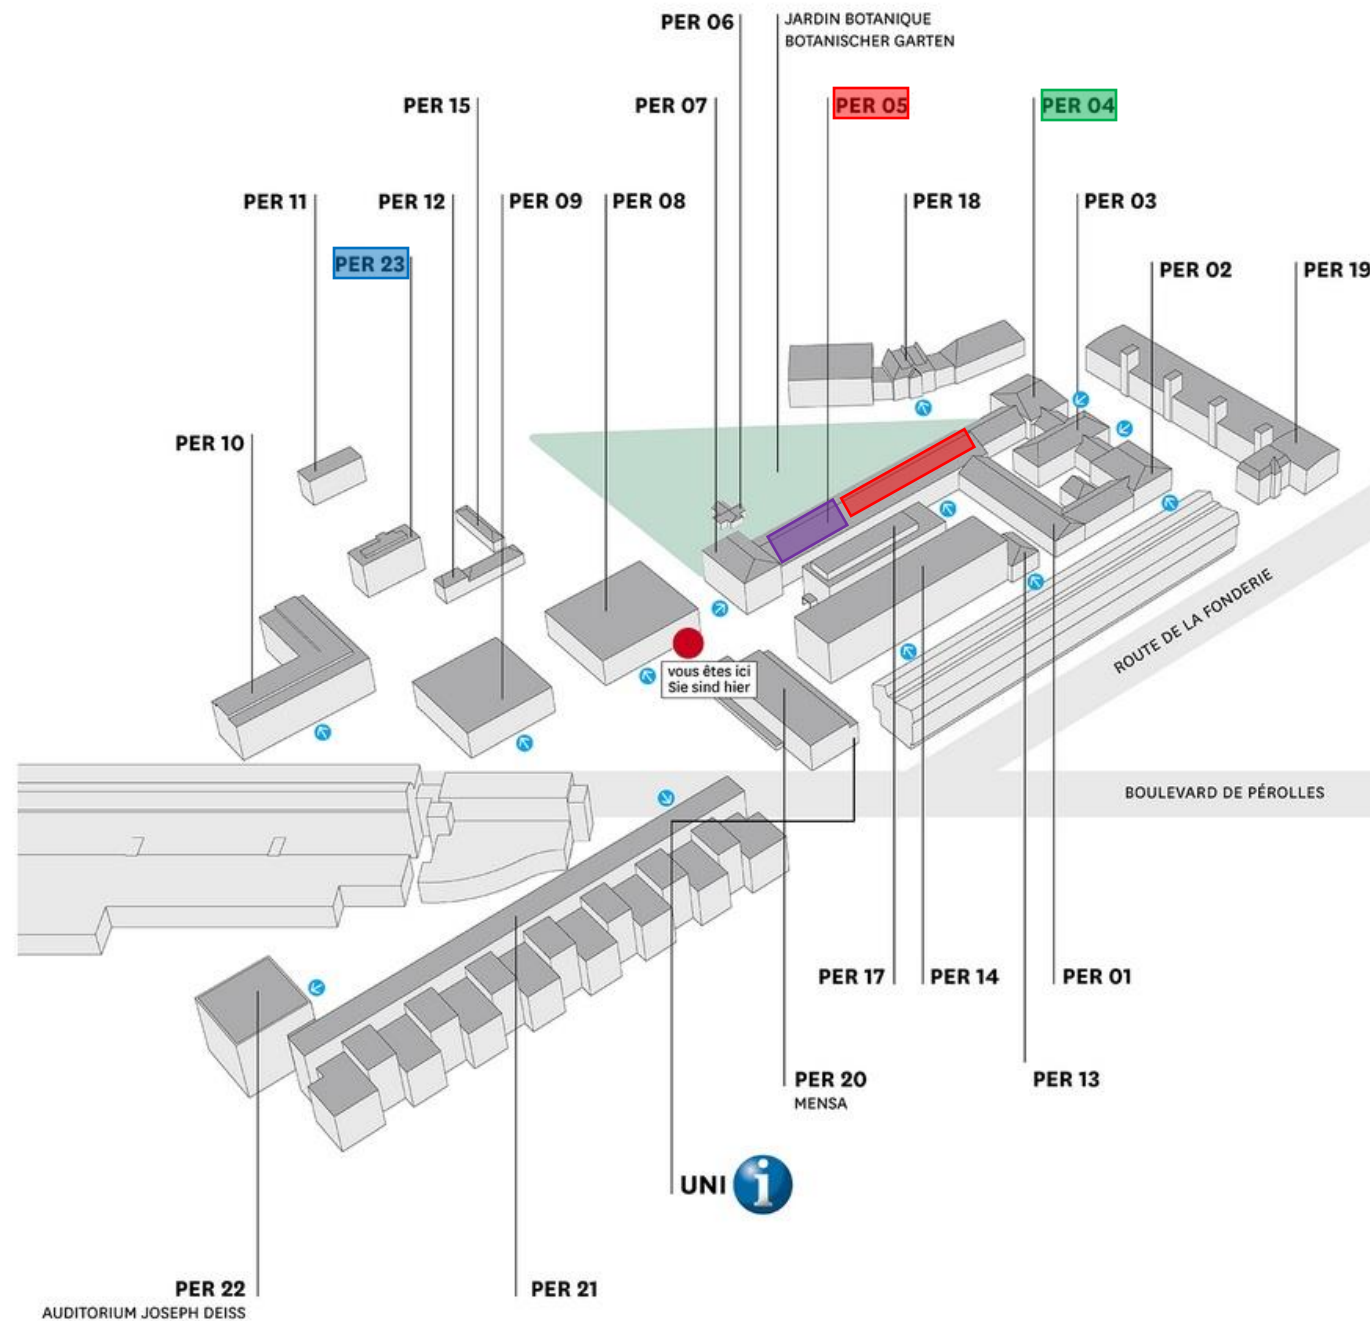 PER 06
JARDIN BOTANIQUE
BOTANISCHER GARTEN
PER 15
PER 07
PER 05
PER 04
PER 11
PER 12
PER 09
PER 08
PER 18
PER 03
PER 23
PER 02
PER 19
PER 10
vous êtes ici
Sie sind hier
ROUTE DE LA FONDERIE
BOULEVARD DE PÉROLLES
PER 17
PER 14
PER 01
PER 20
MENSA
PER 13
UNI i
PER 22
AUDITORIUM JOSEPH DEISS
PER 21